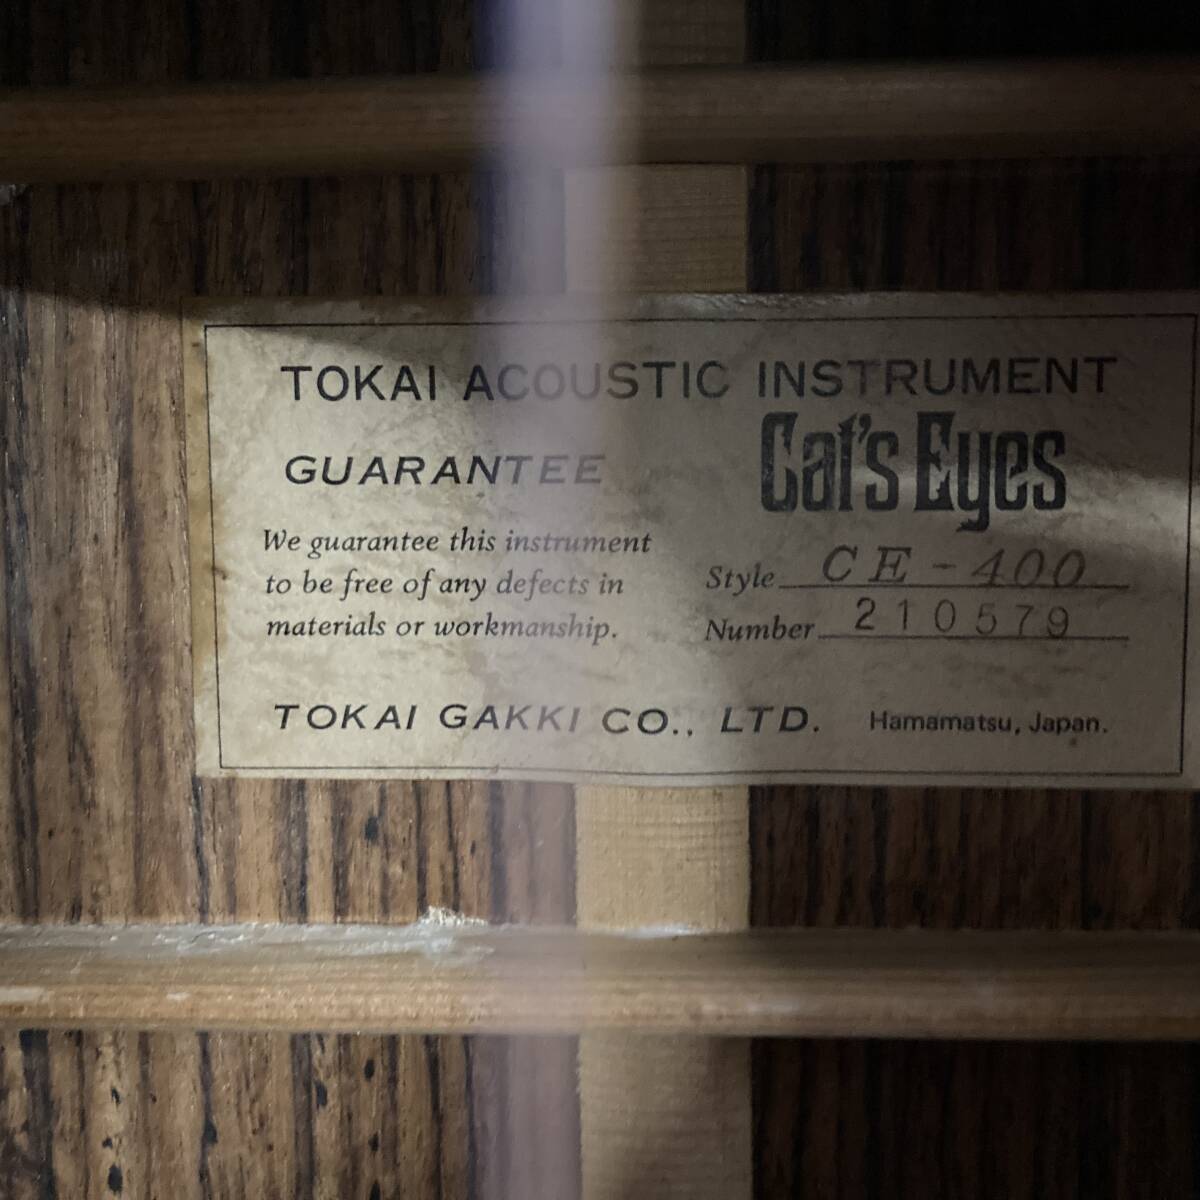 TOKAI ACOUSTIC INSTRUMENT
GUARANTEE
Cat's Eyes
We guarantee this instrument
to be free of any defects in
materials or workmanship.
Style CE-400
Number 210579
TOKAI GAKKI CO., LTD. Hamamatsu, Japan.